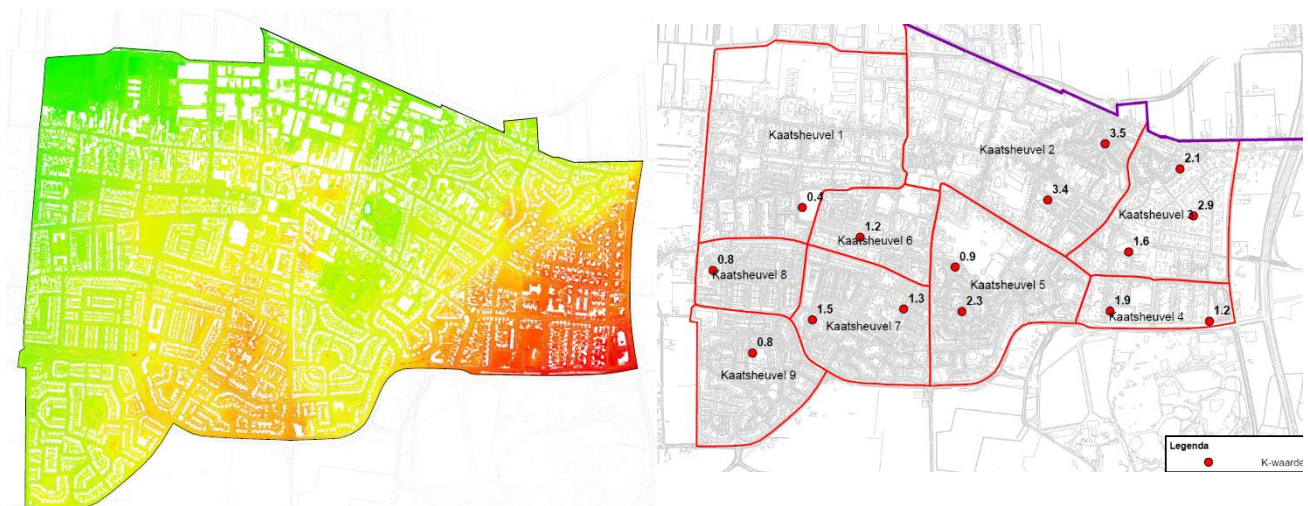 Kaatsheuvel 1
Kaatsheuvel 2
3.5
2.1
3.4
2.9
Kaatsheuvel 3
0.4
1.2
Kaatsheuvel 6
1.6
0.8
Kaatsheuvel 8
0.9
Kaatsheuvel 5
1.5
1.3
2.3
Kaatsheuvel 7
1.9
Kaatsheuvel 4
1.2
0.8
Kaatsheuvel 9
Legenda
K-waarde